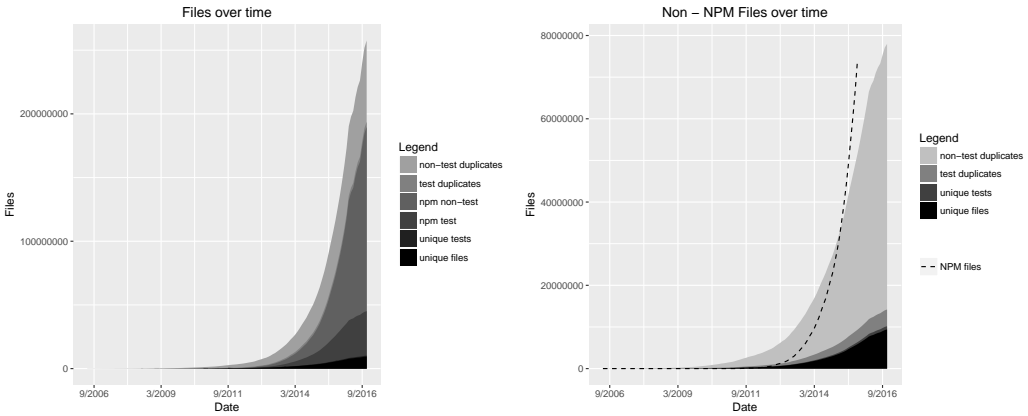 Files over time
Files
200000000
100000000
0
9/2006
3/2009
9/2011
3/2014
9/2016
Date
Legend
non−test duplicates
test duplicates
npm non−test
npm test
unique tests
unique files
Non − NPM Files over time
Files
80000000
60000000
40000000
20000000
0
9/2006
3/2009
9/2011
3/2014
9/2016
Date
Legend
non−test duplicates
test duplicates
unique tests
unique files
NPM files